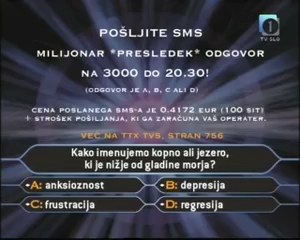 POŠLJITE SMS
TV SLO
MILIJONAR *PRESLEDEK* ODGOVOR
NA 3000 DO 20.30!
(ODGOVOR JE A, B, C ALI D)
CENA POSLANEGA SMS-A JE 0.4172 EUR (100 SIT)
+ STROŠEK POŠILJANJA, KI GA ZARAČUNA VAŠ OPERATER.
VEČ NA TTX TVS, STRAN 756
Kako imenujemo kopno ali jezero,
ki je nižje od gladine morja?
A: anksioznost
B: depresija
C: frustracija
D: regresija